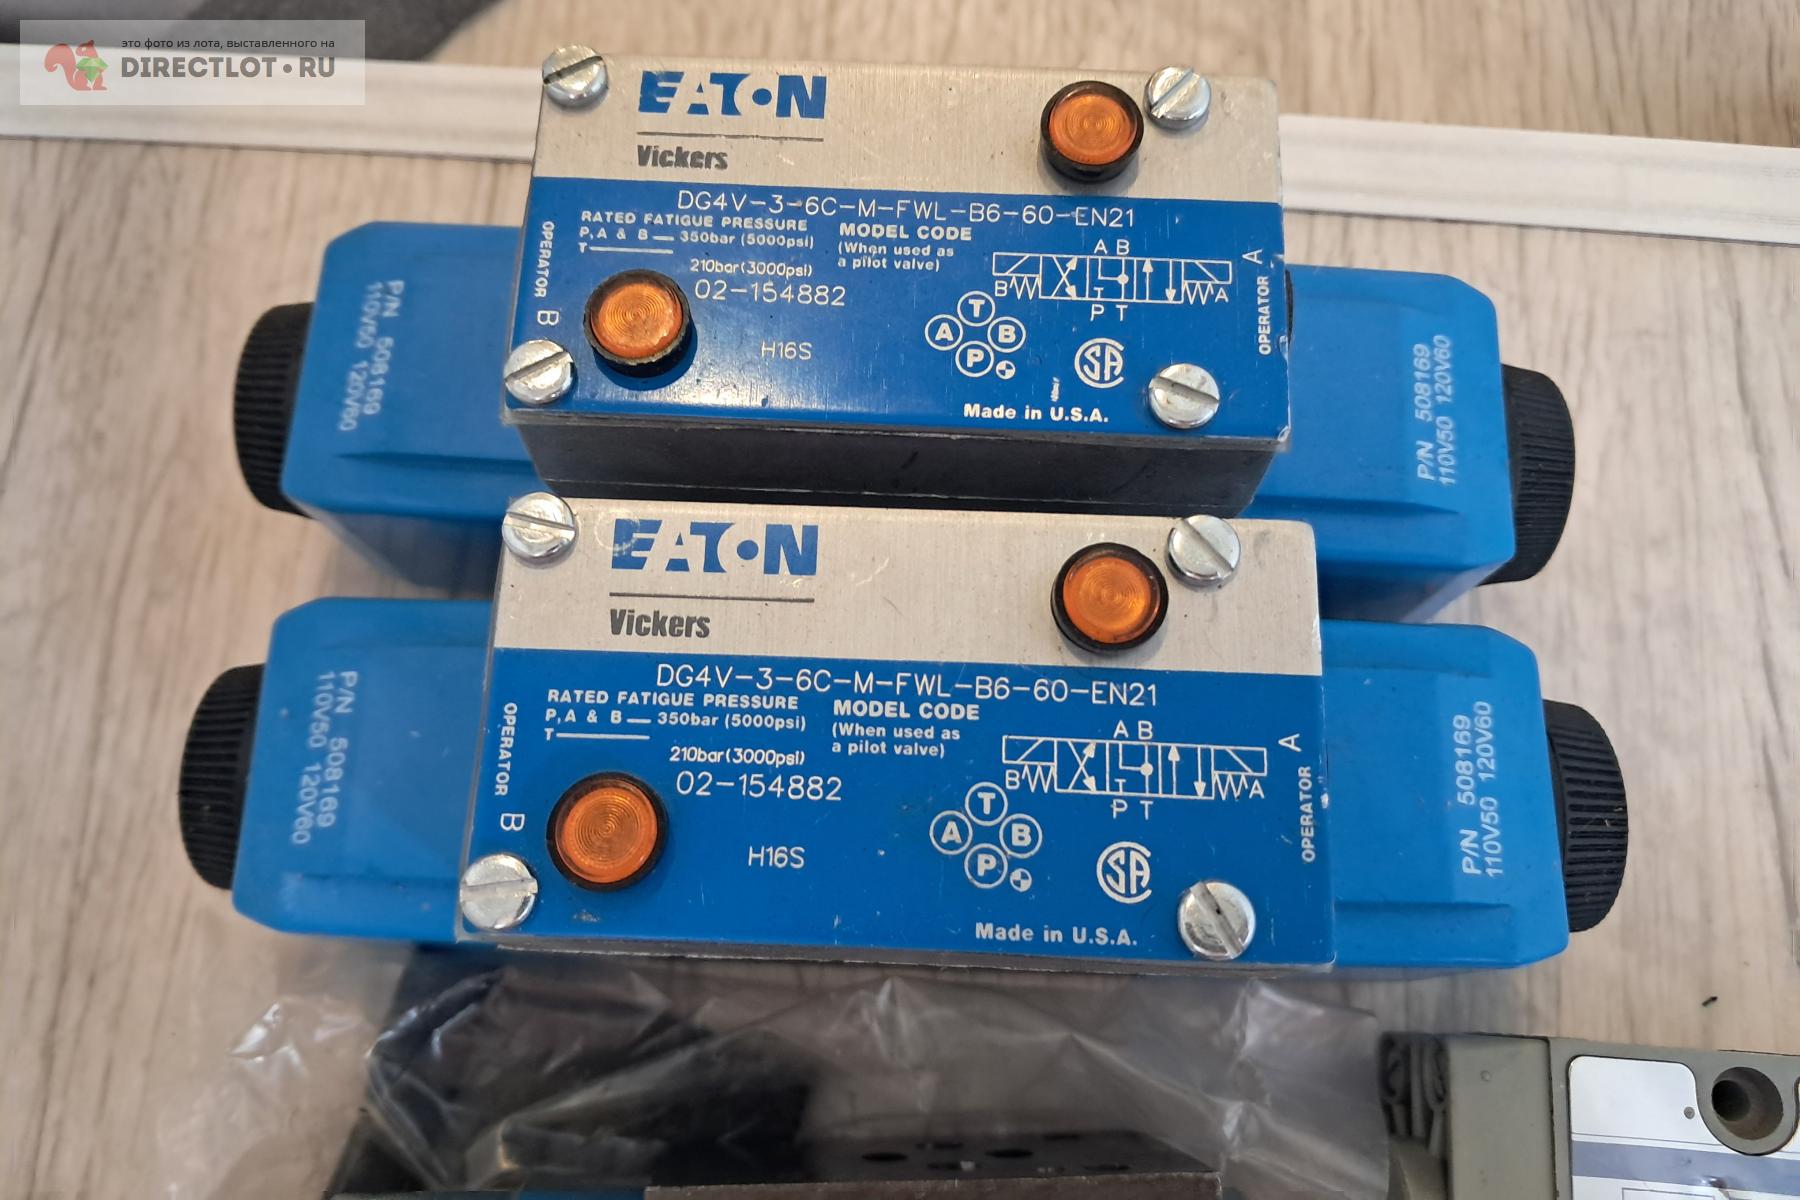 это фото из лота, выставленного на
DIRECTLOT•RU
EATON
Vickers
DG4V-3-6C-M-FWL-B6-60-EN21
RATED FATIGUE PRESSURE
P, A & B — 350bar (5000psi)
T —
210bar(3000psi)
MODEL CODE
(When used as
a pilot valve)
02-154882
H16S
OPERATOR B
A B
B A
T
P T
T
A B
P
SA
Made in U.S.A.
OPERATOR A
P/N 508169
110V50 120V60
P/N 508169
110V50 120V60
EATON
Vickers
DG4V-3-6C-M-FWL-B6-60-EN21
RATED FATIGUE PRESSURE
P, A & B — 350bar (5000psi)
T —
210bar(3000psi)
MODEL CODE
(When used as
a pilot valve)
02-154882
H16S
OPERATOR B
A B
B A
T
P T
T
A B
P
SA
Made in U.S.A.
OPERATOR A
P/N 508169
110V50 120V60
P/N 508169
110V50 120V60